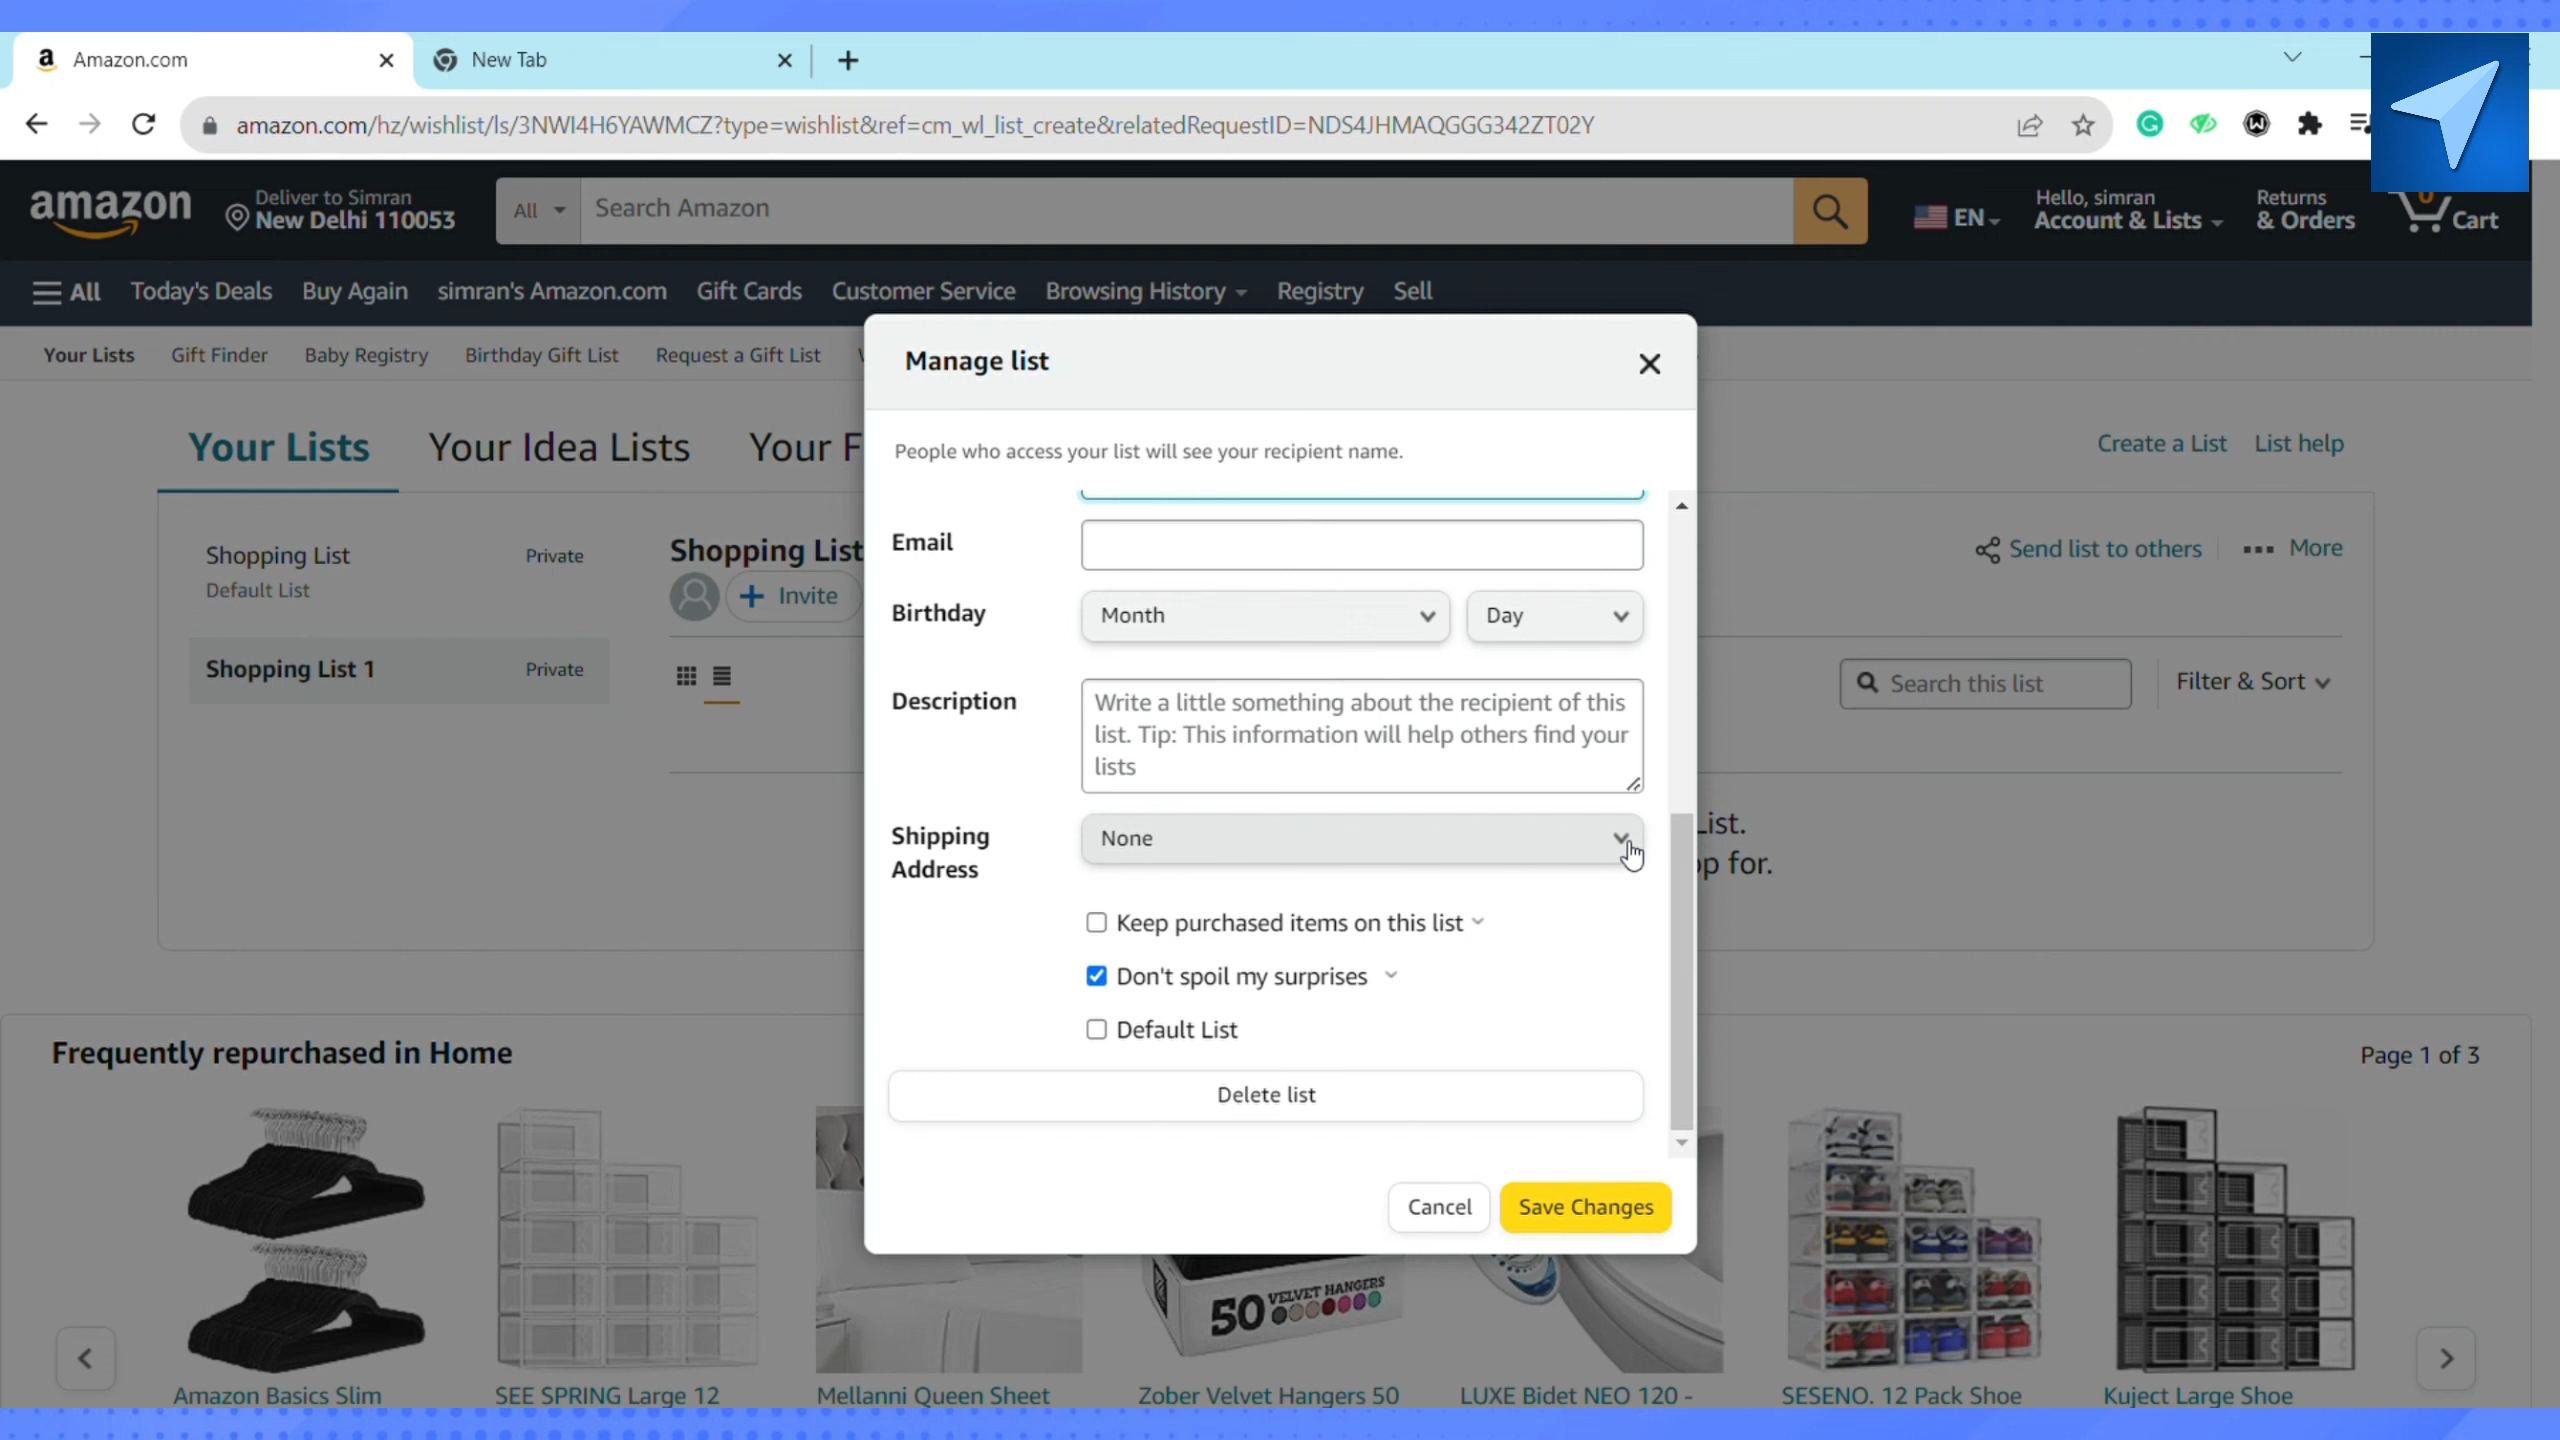 Amazon.com
New Tab
amazon.com/hz/wishlist/ls/3NWI4H6YAWMCZ?type=wishlist&ref=cm_wl_list_create&relatedRequestID=NDS4JHMAQGGG342ZT02Y
amazon
Deliver to Simran
New Delhi 110053
All
Search Amazon
EN
Hello, simran
Account & Lists
Returns
& Orders
0
Cart
All
Today's Deals
Buy Again
simran's Amazon.com
Gift Cards
Customer Service
Browsing History
Registry
Sell
Your Lists
Gift Finder
Baby Registry
Birthday Gift List
Request a Gift List
Your Lists
Your Idea Lists
Your F
Create a List
List help
Shopping List
Private
Default List
Shopping List 1
Private
Shopping List
Invite
Send list to others
More
Search this list
Filter & Sort
List.
op for.
Manage list
People who access your list will see your recipient name.
Email
Birthday
Month
Day
Description
Write a little something about the recipient of this
list. Tip: This information will help others find your
lists
Shipping
Address
None
Keep purchased items on this list
Don't spoil my surprises
Default List
Delete list
Cancel
Save Changes
Frequently repurchased in Home
Page 1 of 3
50 VELVET HANGERS
Amazon Basics Slim
SEE SPRING Large 12
Mellanni Queen Sheet
Zober Velvet Hangers 50
LUXE Bidet NEO 120 -
SESENO. 12 Pack Shoe
Kuject Large Shoe